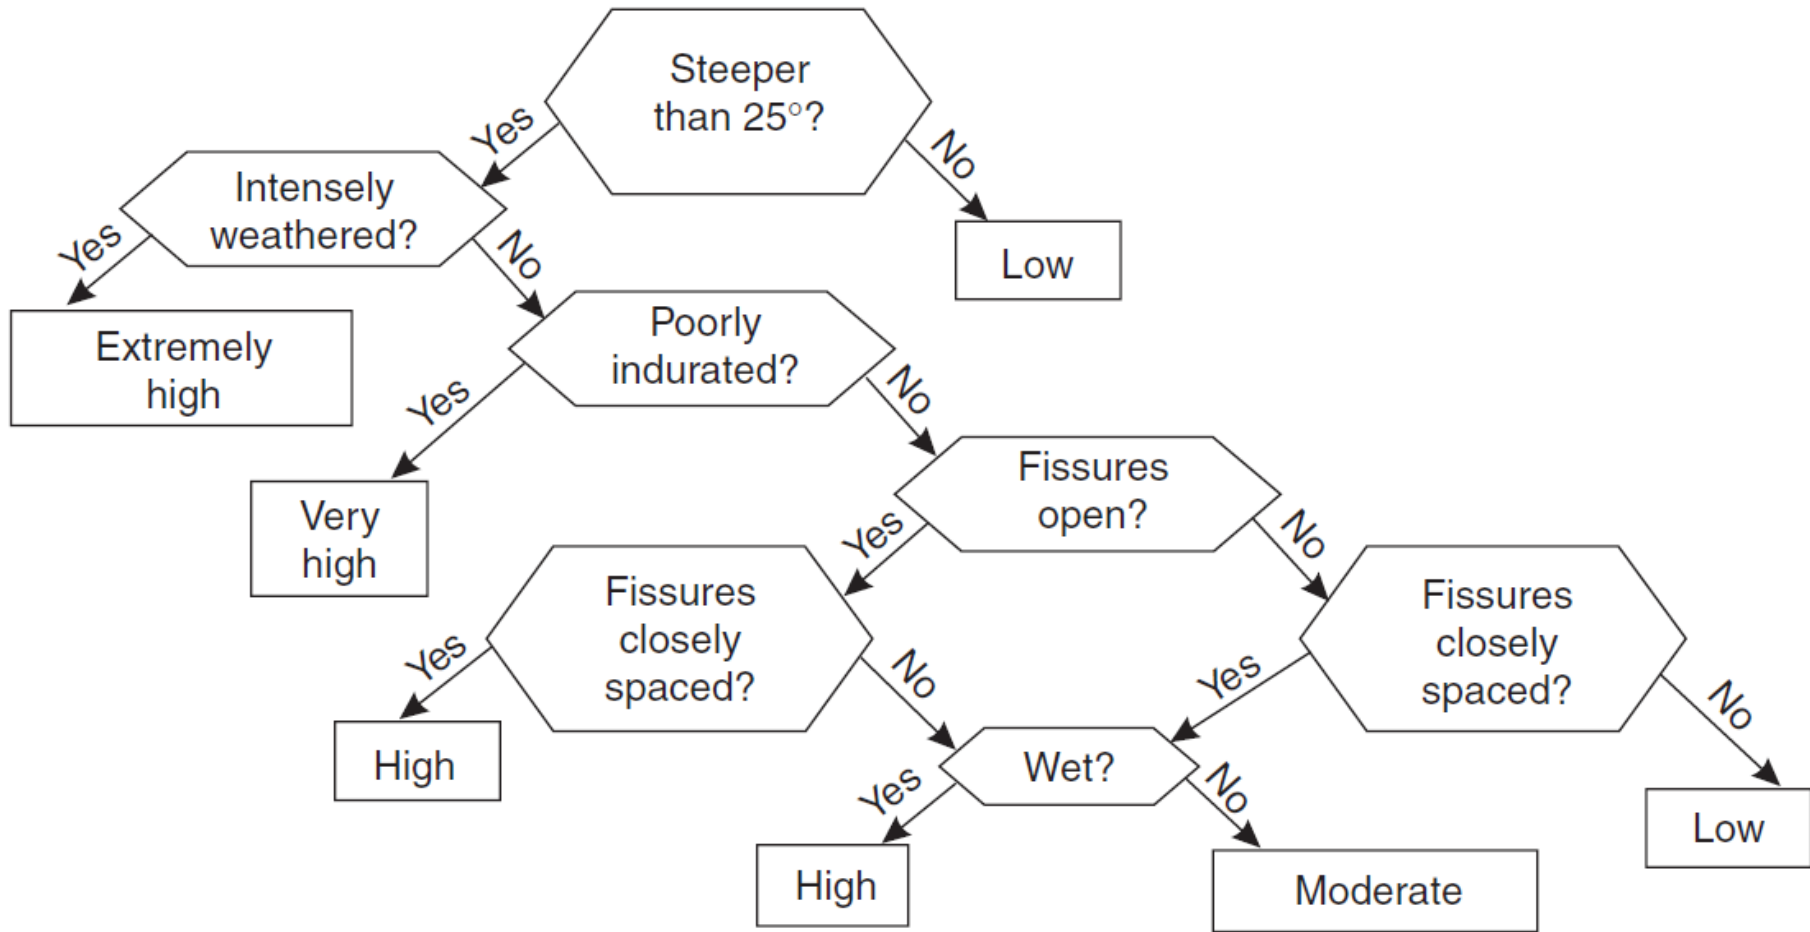 Steeper
than 25°?
Yes
No
Intensely
weathered?
Yes
No
Low
Extremely
high
Poorly
indurated?
Yes
No
Very
high
Fissures
open?
Yes
No
Fissures
closely
spaced?
Yes
No
Fissures
closely
spaced?
Yes
No
High
Wet?
Yes
No
Low
High
Moderate